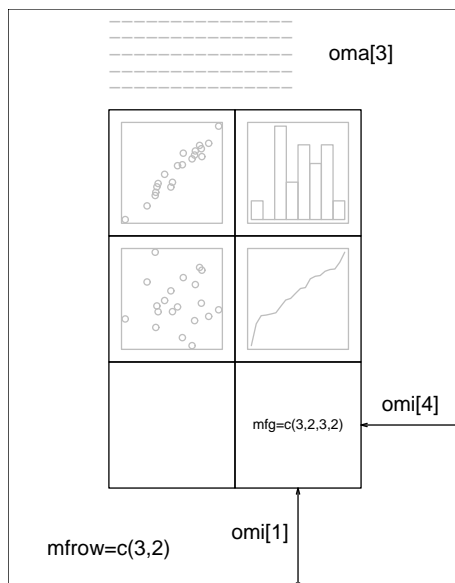 oma[3]
mfg=c(3,2,3,2)
omi[4]
omi[1]
mfrow=c(3,2)